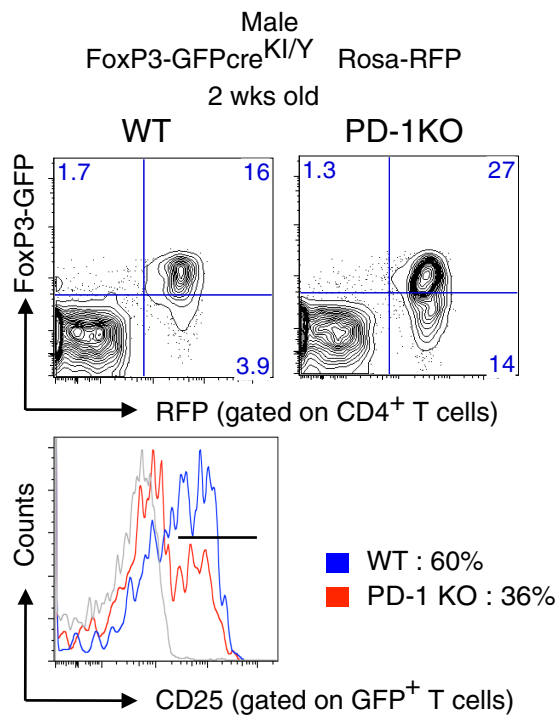 Male
FoxP3-GFPcre^KI/Y Rosa-RFP
2 wks old
WT PD-1KO
FoxP3-GFP
1.7 16
3.9
1.3 27
14
RFP (gated on CD4+ T cells)
Counts
WT : 60%
PD-1 KO : 36%
CD25 (gated on GFP+ T cells)